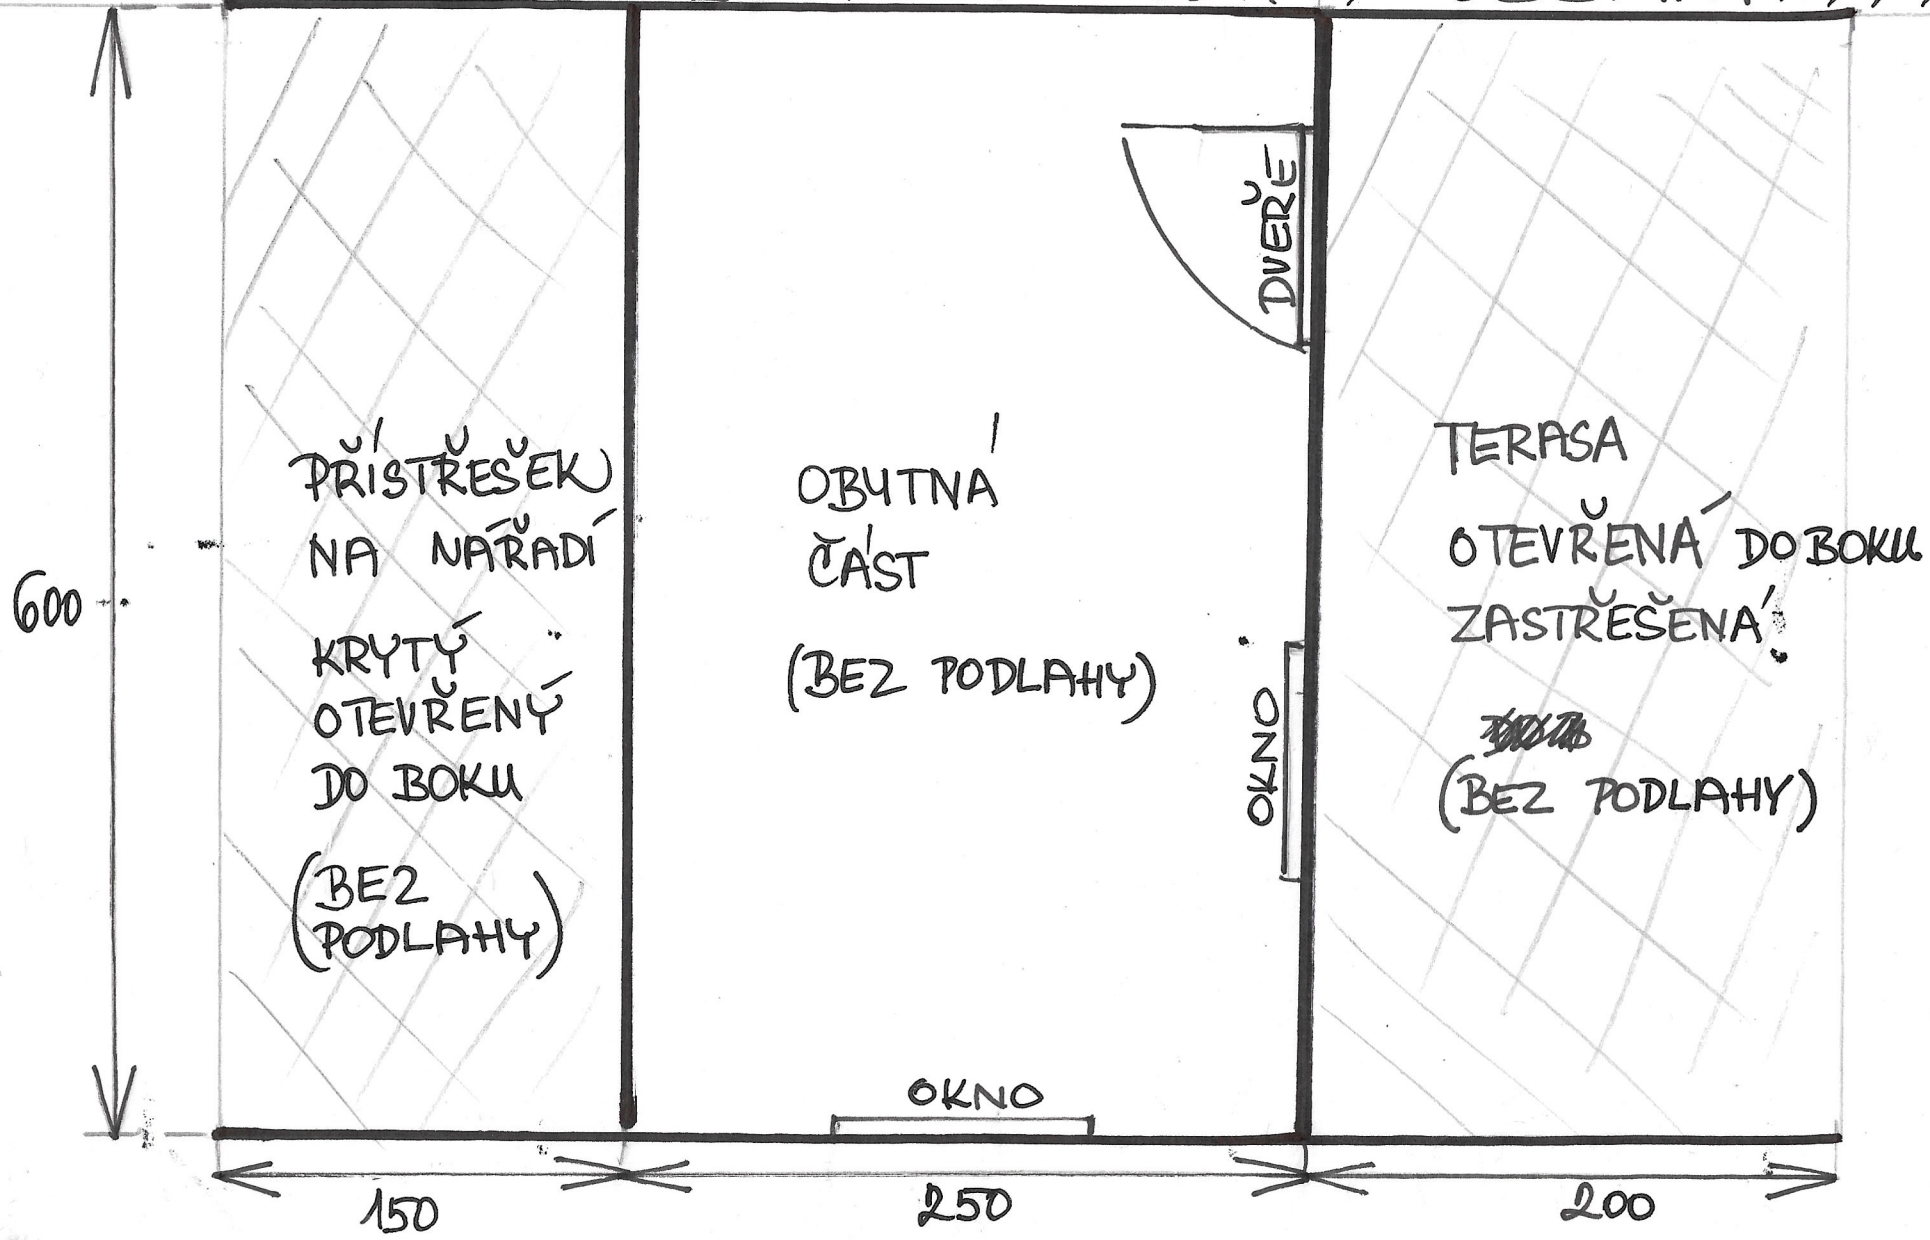 DVEŘE
PŘÍSTŘEŠEK
NA NÁŘADÍ
KRYTÝ
OTEVŘENÝ
DO BOKU
(BEZ
PODLAHY)
OBYTNÁ
ČÁST
(BEZ PODLAHY)
TERASA
OTEVŘENÁ DO BOKU
ZASTŘEŠENÁ
(BEZ PODLAHY)
600
OKNO
OKNO
150
250
200